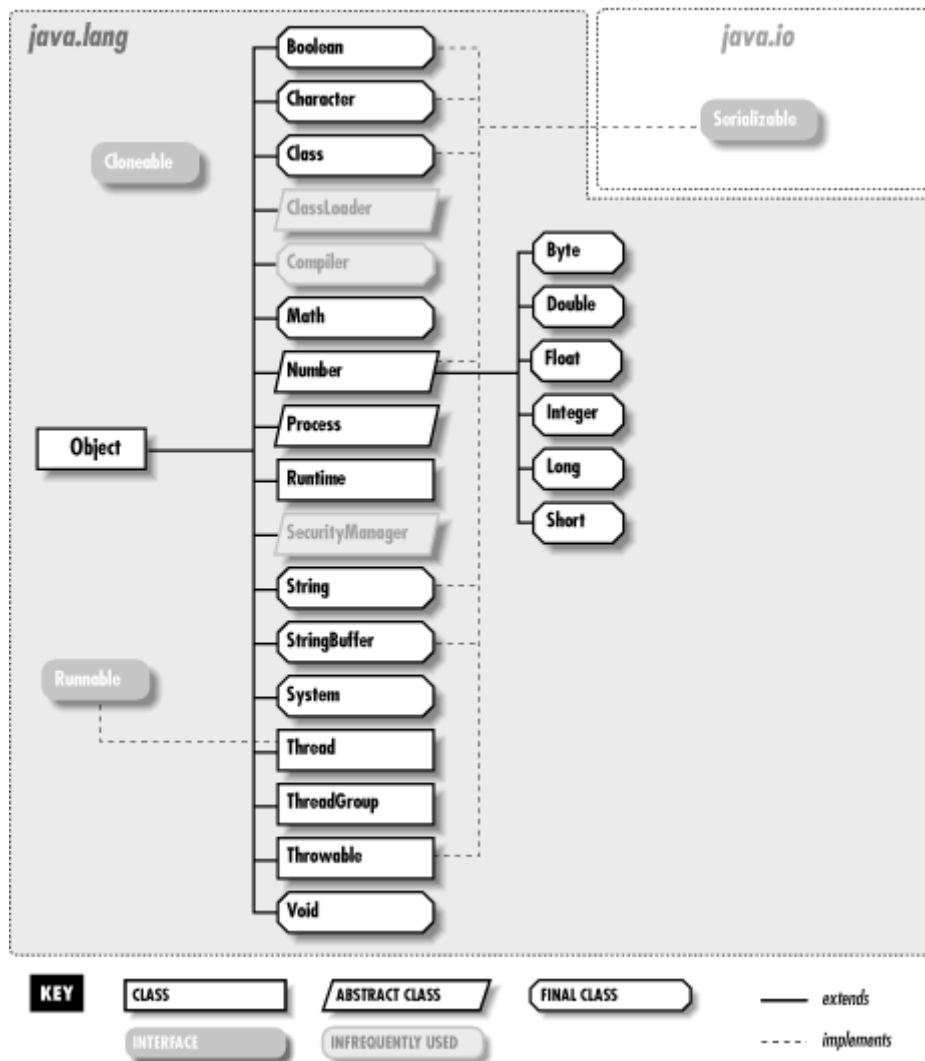 java.lang
java.io
Boolean
Character
Serializable
Cloneable
Class
ClassLoader
Compiler
Math
Number
Process
Object
Runtime
SecurityManager
String
StringBuffer
Runnable
System
Thread
ThreadGroup
Throwable
Void
Byte
Double
Float
Integer
Long
Short
KEY
CLASS
ABSTRACT CLASS
FINAL CLASS
extends
INTERFACE
INFREQUENTLY USED
implements